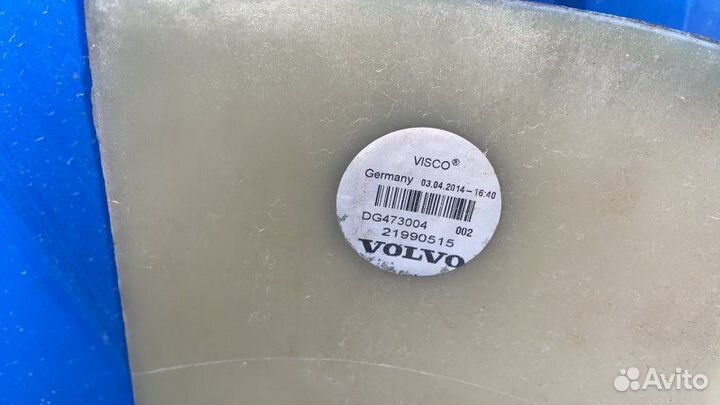 VISCO®
Germany 03.04.2014-16:40
DG473004 002
21990515
VOLVO
Avito